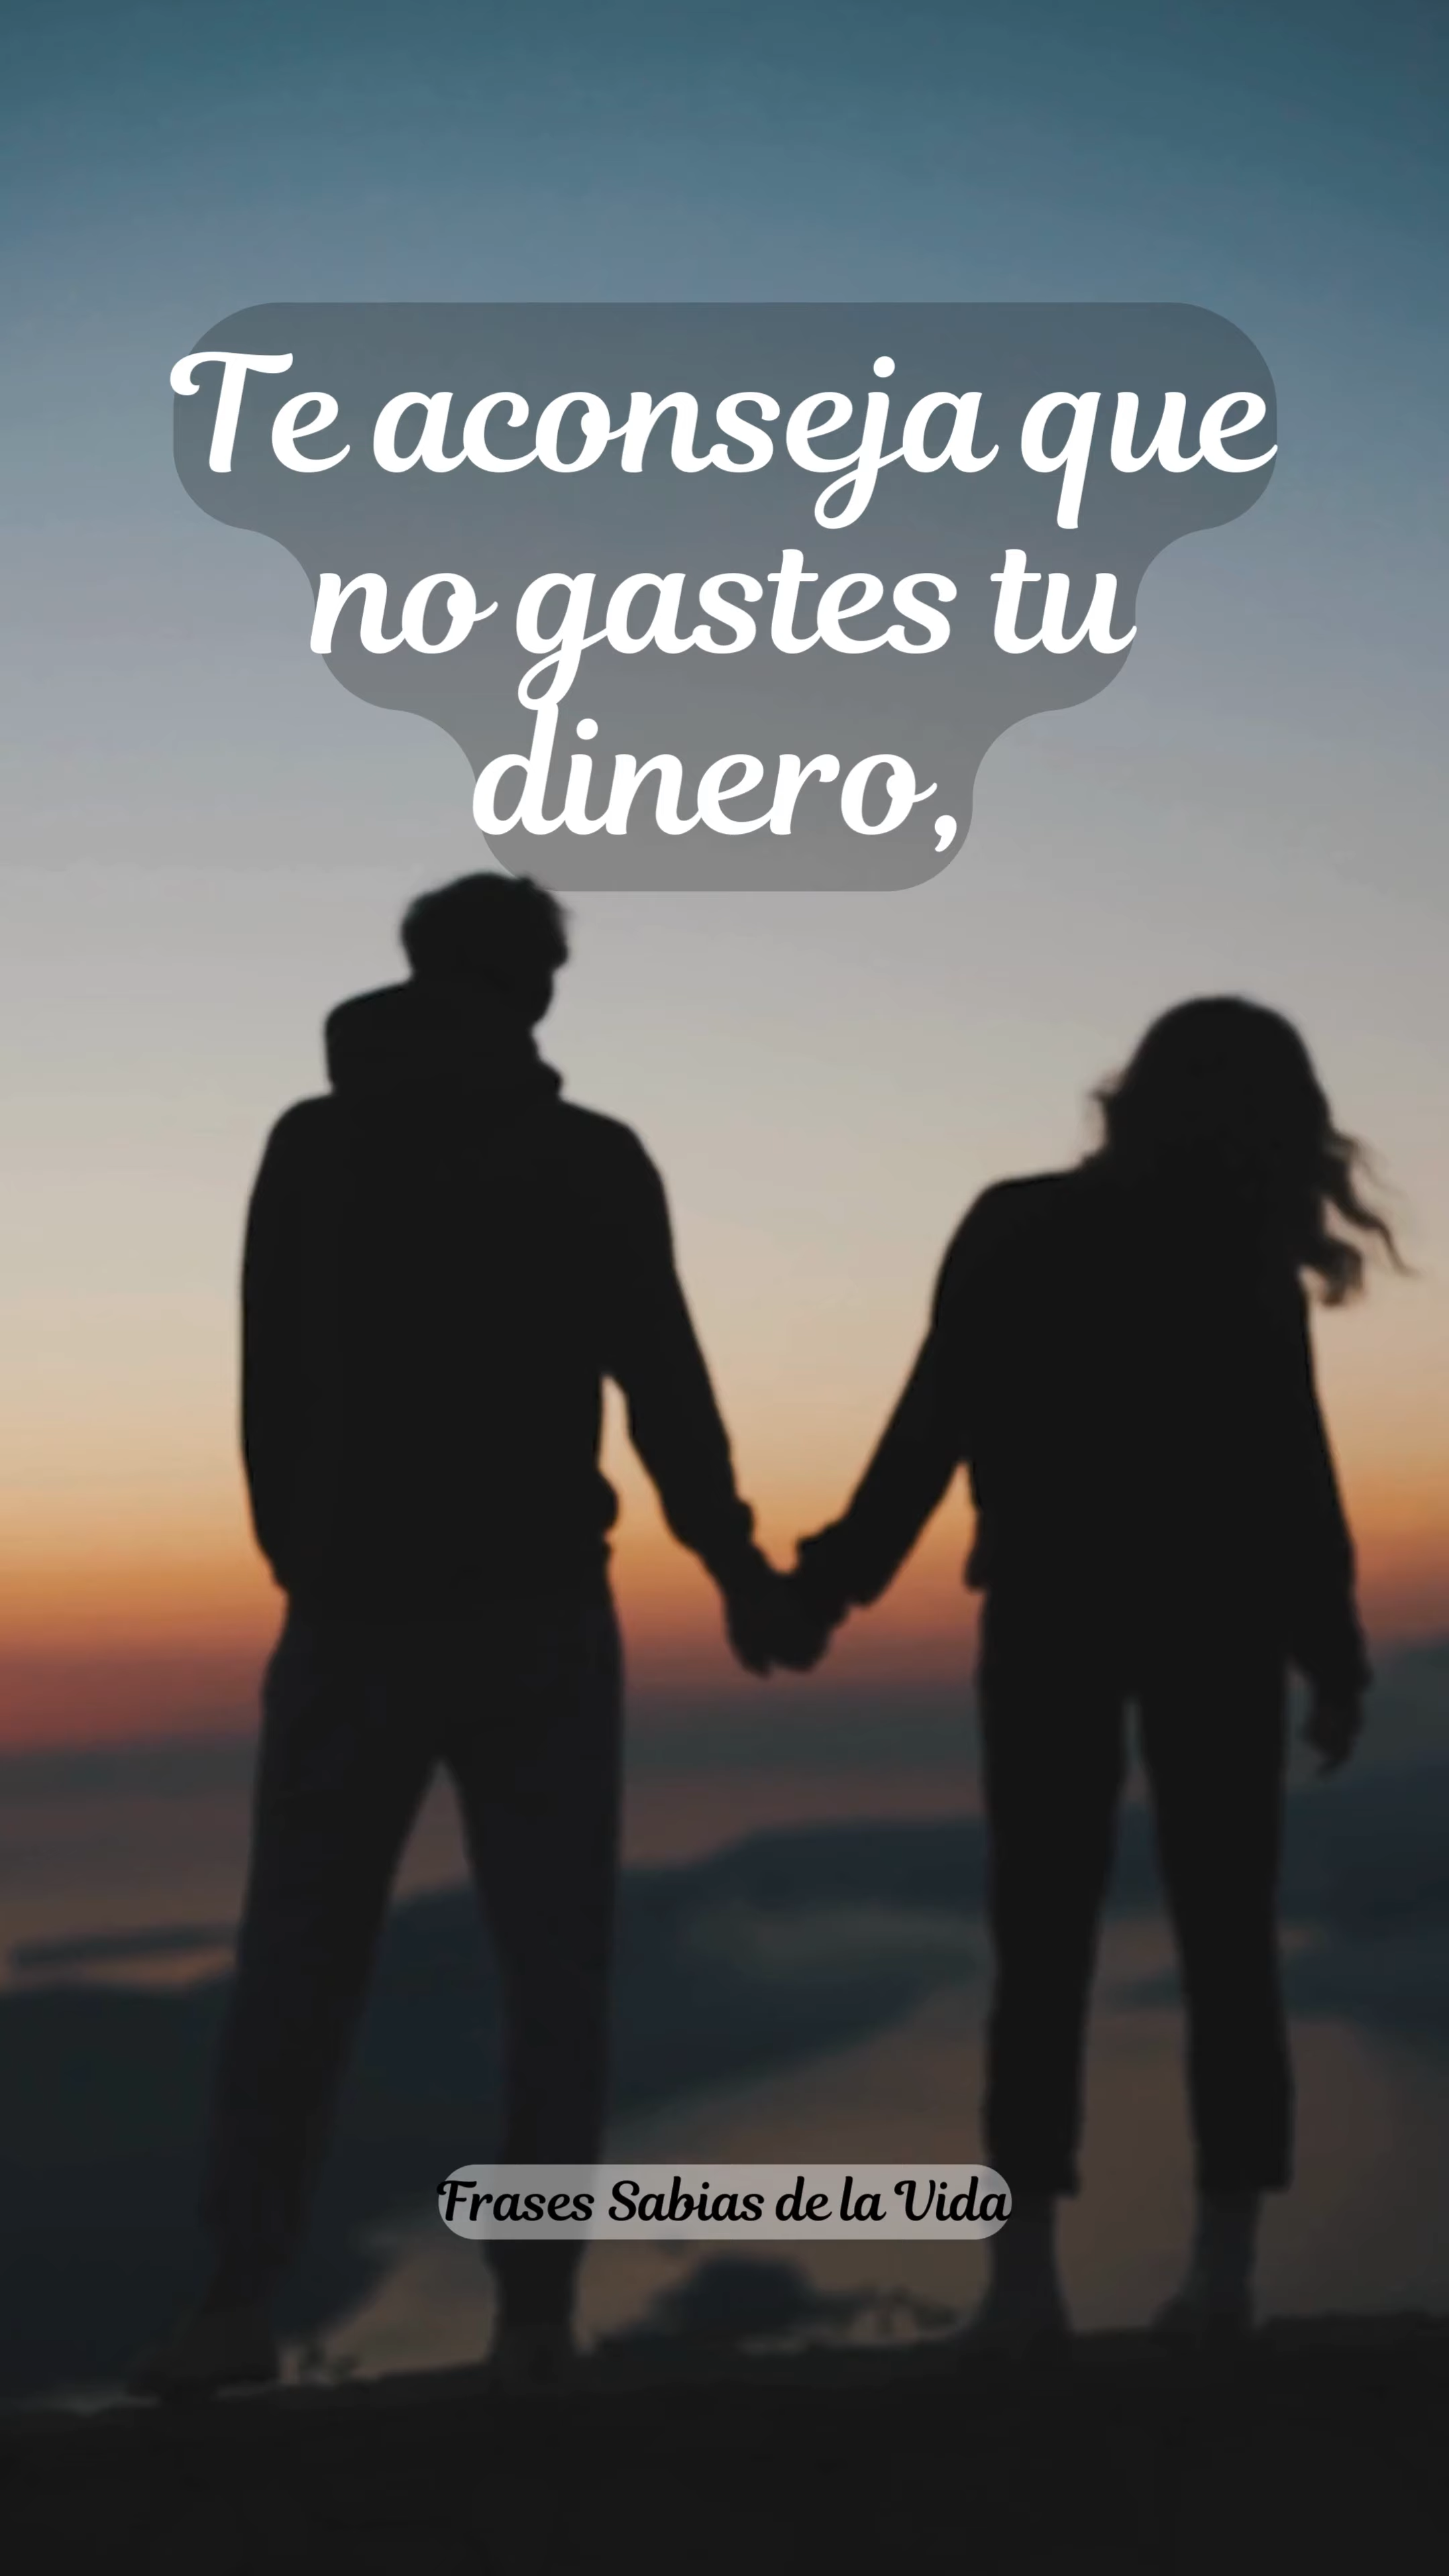 Te aconseja que
no gastes tu
dinero,
Frases Sabias de la Vida